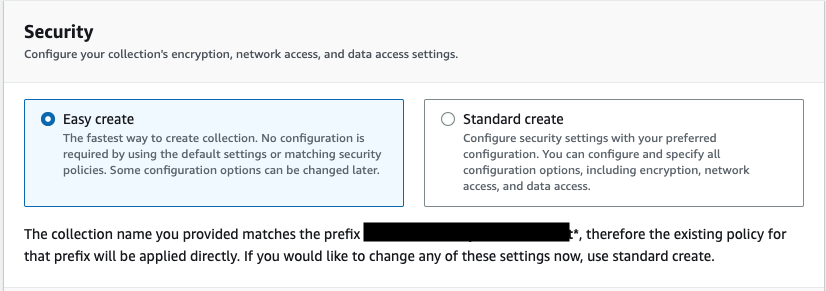 Security
Configure your collection's encryption, network access, and data access settings.
Easy create
The fastest way to create collection. No configuration is
required by using the default settings or matching security
policies. Some configuration options can be changed later.
Standard create
Configure security settings with your preferred
configuration. You can configure and specify all
configuration options, including encryption, network
access, and data access.
The collection name you provided matches the prefix t*, therefore the existing policy for
that prefix will be applied directly. If you would like to change any of these settings now, use standard create.